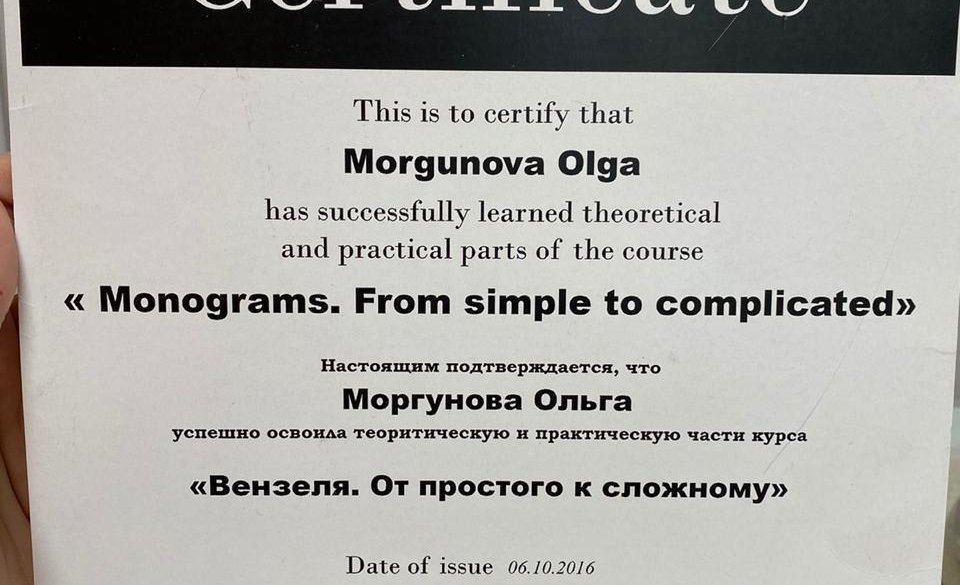 Certificate
This is to certify that
Morgunova Olga
has successfully learned theoretical
and practical parts of the course
« Monograms. From simple to complicated»
Настоящим подтверждается, что
Моргунова Ольга
успешно освоила теоритическую и практическую части курса
«Вензеля. От простого к сложному»
Date of issue 06.10.2016